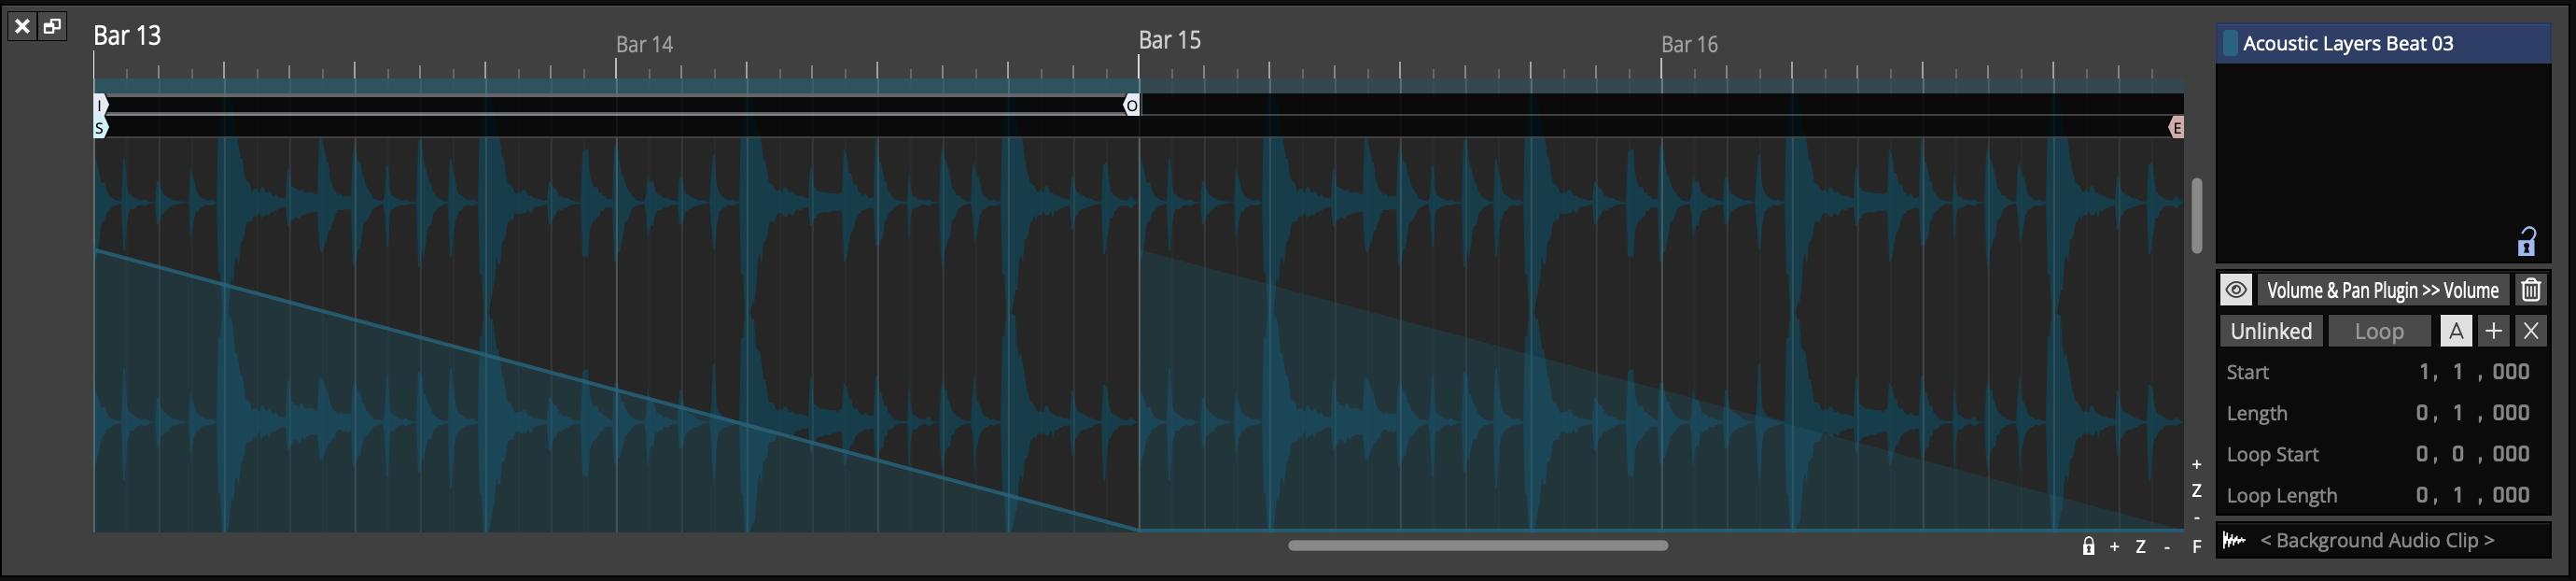 Bar 13
Bar 14
Bar 15
Bar 16
I
O
S
E
Acoustic Layers Beat 03
Volume & Pan Plugin >> Volume
Unlinked Loop A + X
Start 1, 1 ,000
Length 0, 1 ,000
Loop Start 0, 0 ,000
Loop Length 0, 1 ,000
+
Z
-
+ Z - F
< Background Audio Clip >